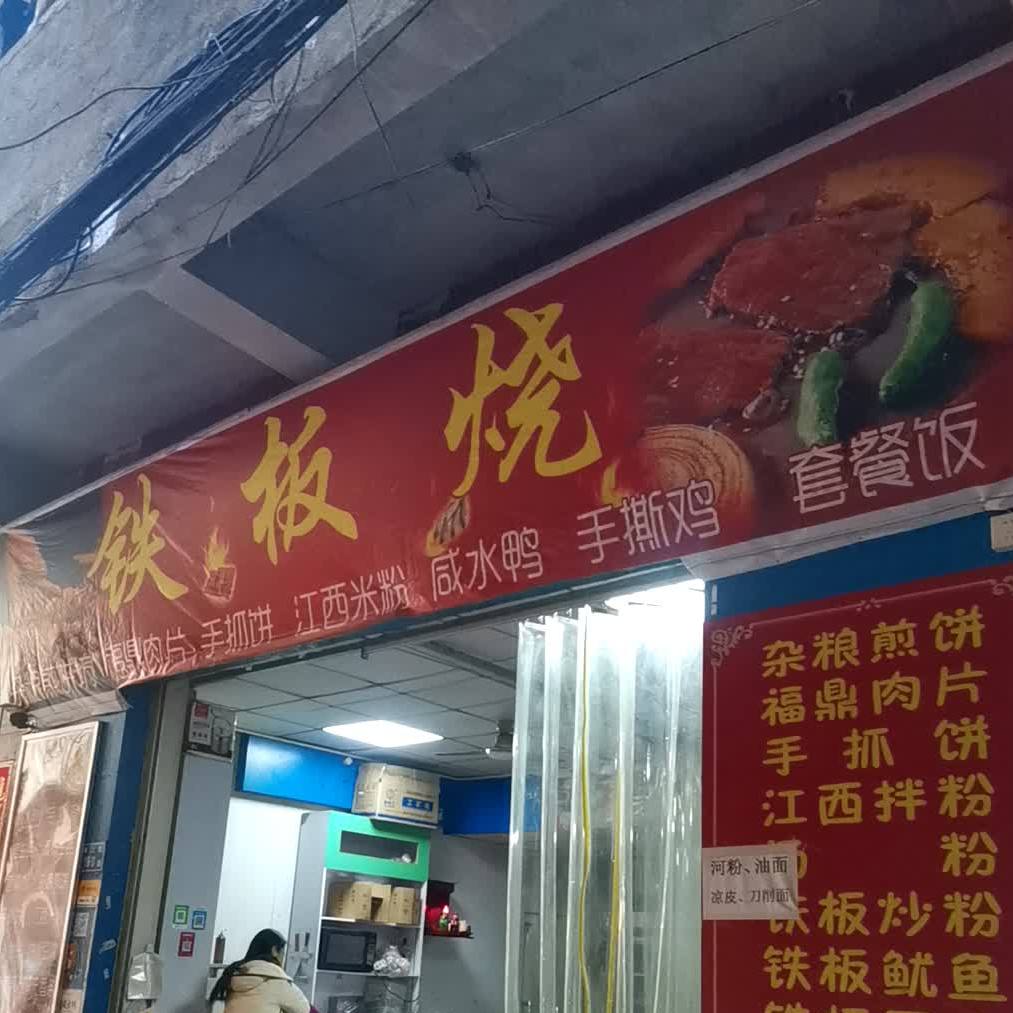 铁板烧
福鼎肉片 手抓饼 江西米粉 咸水鸭 手撕鸡 套餐饭
杂粮煎饼
福鼎肉片
手抓饼
江西拌粉
粉
河粉、油面
凉皮、刀削面
铁板炒粉
铁板鱿鱼